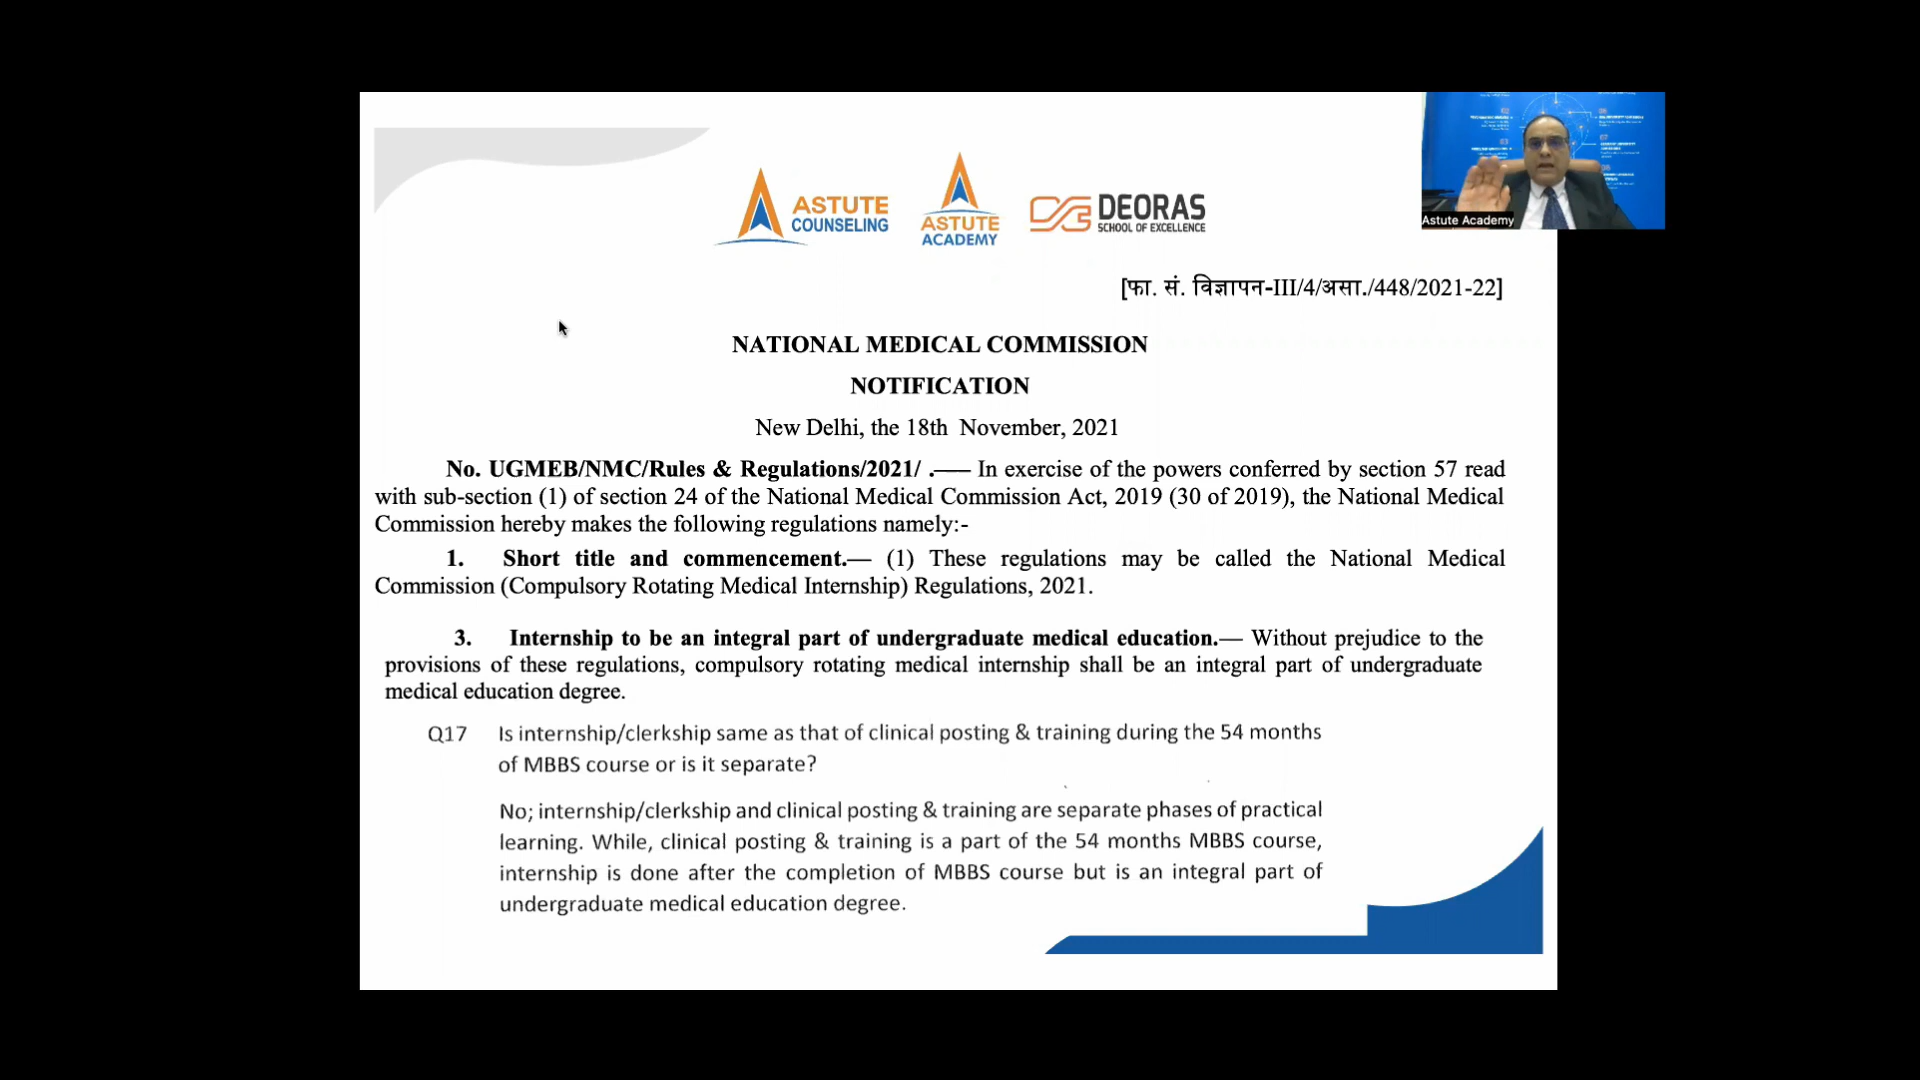 ASTUTE
COUNSELING
ASTUTE
ACADEMY
DEORAS
SCHOOL OF EXCELLENCE
Astute Academy
[फा. सं. विज्ञापन-III/4/असा./448/2021-22]
NATIONAL MEDICAL COMMISSION
NOTIFICATION
New Delhi, the 18th November, 2021
No. UGMEB/NMC/Rules & Regulations/2021/ .—– In exercise of the powers conferred by section 57 read
with sub-section (1) of section 24 of the National Medical Commission Act, 2019 (30 of 2019), the National Medical
Commission hereby makes the following regulations namely:-
1. Short title and commencement.— (1) These regulations may be called the National Medical
Commission (Compulsory Rotating Medical Internship) Regulations, 2021.
3. Internship to be an integral part of undergraduate medical education.— Without prejudice to the
provisions of these regulations, compulsory rotating medical internship shall be an integral part of undergraduate
medical education degree.
Q17 Is internship/clerkship same as that of clinical posting & training during the 54 months
of MBBS course or is it separate?
No; internship/clerkship and clinical posting & training are separate phases of practical
learning. While, clinical posting & training is a part of the 54 months MBBS course,
internship is done after the completion of MBBS course but is an integral part of
undergraduate medical education degree.